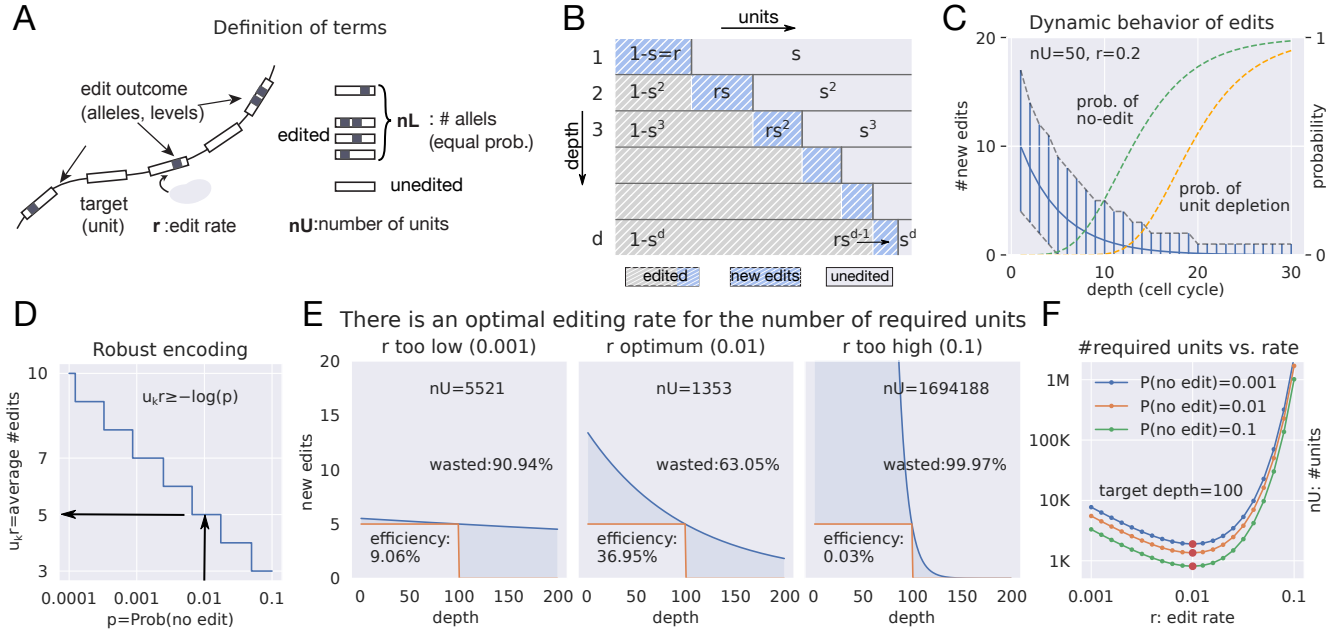 A
Definition of terms
edit outcome
(alleles, levels)
edited
nL : # allels
(equal prob.)
unedited
target
(unit)
r :edit rate
nU:number of units
B
units
depth
1
1-s=r
s
2
1-s²
rs
s²
3
1-s³
rs²
s³
d
1-s^d
rs^d-1
s^d
edited
new edits
unedited
C
Dynamic behavior of edits
nU=50, r=0.2
prob. of
no-edit
prob. of
unit depletion
#new edits
20
10
0
probability
1
0
0
10
20
30
depth (cell cycle)
D
Robust encoding
uₖr≥−log(p)
uₖr=average #edits
10
7
5
3
0.0001
0.001
0.01
0.1
p=Prob(no edit)
E
There is an optimal editing rate for the number of required units
r too low (0.001)
r optimum (0.01)
r too high (0.1)
new edits
20
15
10
5
0
nU=5521
wasted:90.94%
efficiency:
9.06%
0
50
100
150
200
depth
nU=1353
wasted:63.05%
efficiency:
36.95%
0
50
100
150
200
depth
nU=1694188
wasted:99.97%
efficiency:
0.03%
0
50
100
150
200
depth
F
#required units vs. rate
P(no edit)=0.001
P(no edit)=0.01
P(no edit)=0.1
target depth=100
1M
100K
10K
1K
nU: #units
0.001
0.01
0.1
r: edit rate